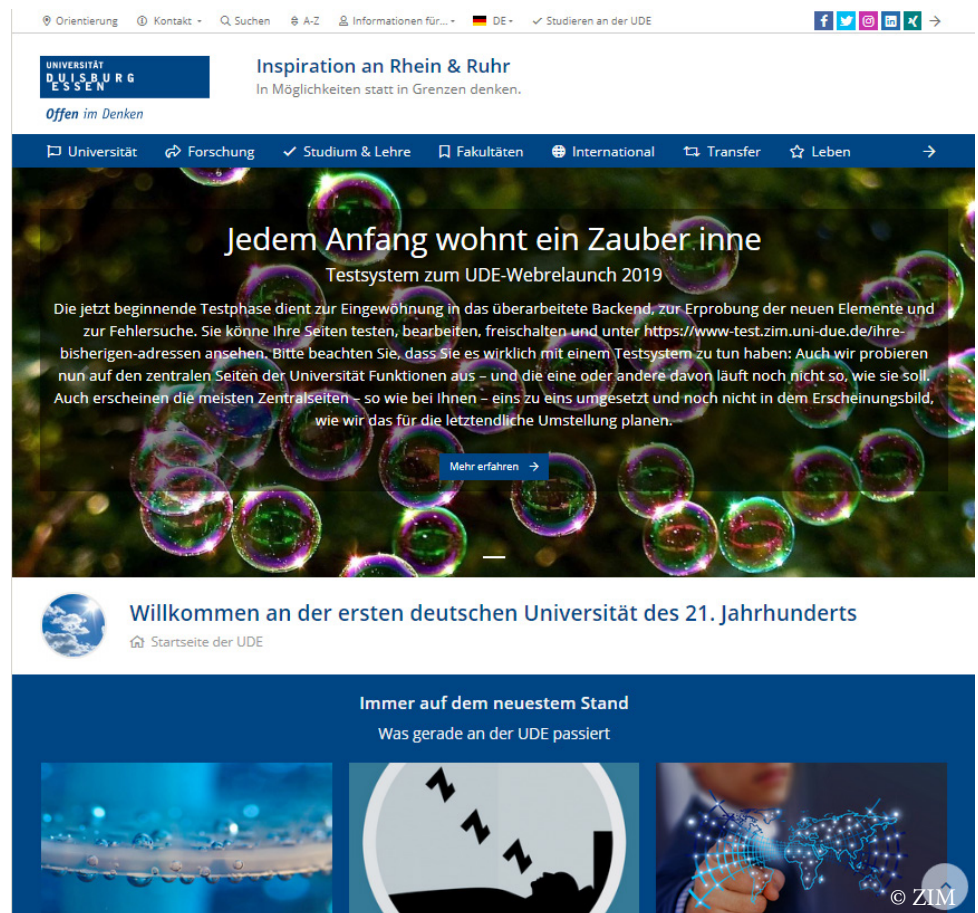 Orientierung Kontakt Suchen A-Z Informationen für... DE Studieren an der UDE
UNIVERSITÄT
DUISBURG
ESSEN
Offen im Denken
Inspiration an Rhein & Ruhr
In Möglichkeiten statt in Grenzen denken.
Universität Forschung Studium & Lehre Fakultäten International Transfer Leben
Jedem Anfang wohnt ein Zauber inne
Testsystem zum UDE-Webrelaunch 2019
Die jetzt beginnende Testphase dient zur Eingewöhnung in das überarbeitete Backend, zur Erprobung der neuen Elemente und
zur Fehlersuche. Sie könne Ihre Seiten testen, bearbeiten, freischalten und unter https://www-test.zim.uni-due.de/ihre-
bisherigen-adressen ansehen. Bitte beachten Sie, dass Sie es wirklich mit einem Testsystem zu tun haben: Auch wir probieren
nun auf den zentralen Seiten der Universität Funktionen aus – und die eine oder andere davon läuft noch nicht so, wie sie soll.
Auch erscheinen die meisten Zentralseiten – so wie bei Ihnen – eins zu eins umgesetzt und noch nicht in dem Erscheinungsbild,
wie wir das für die letztendliche Umstellung planen.
Mehr erfahren
Willkommen an der ersten deutschen Universität des 21. Jahrhunderts
Startseite der UDE
Immer auf dem neuestem Stand
Was gerade an der UDE passiert
© ZIM